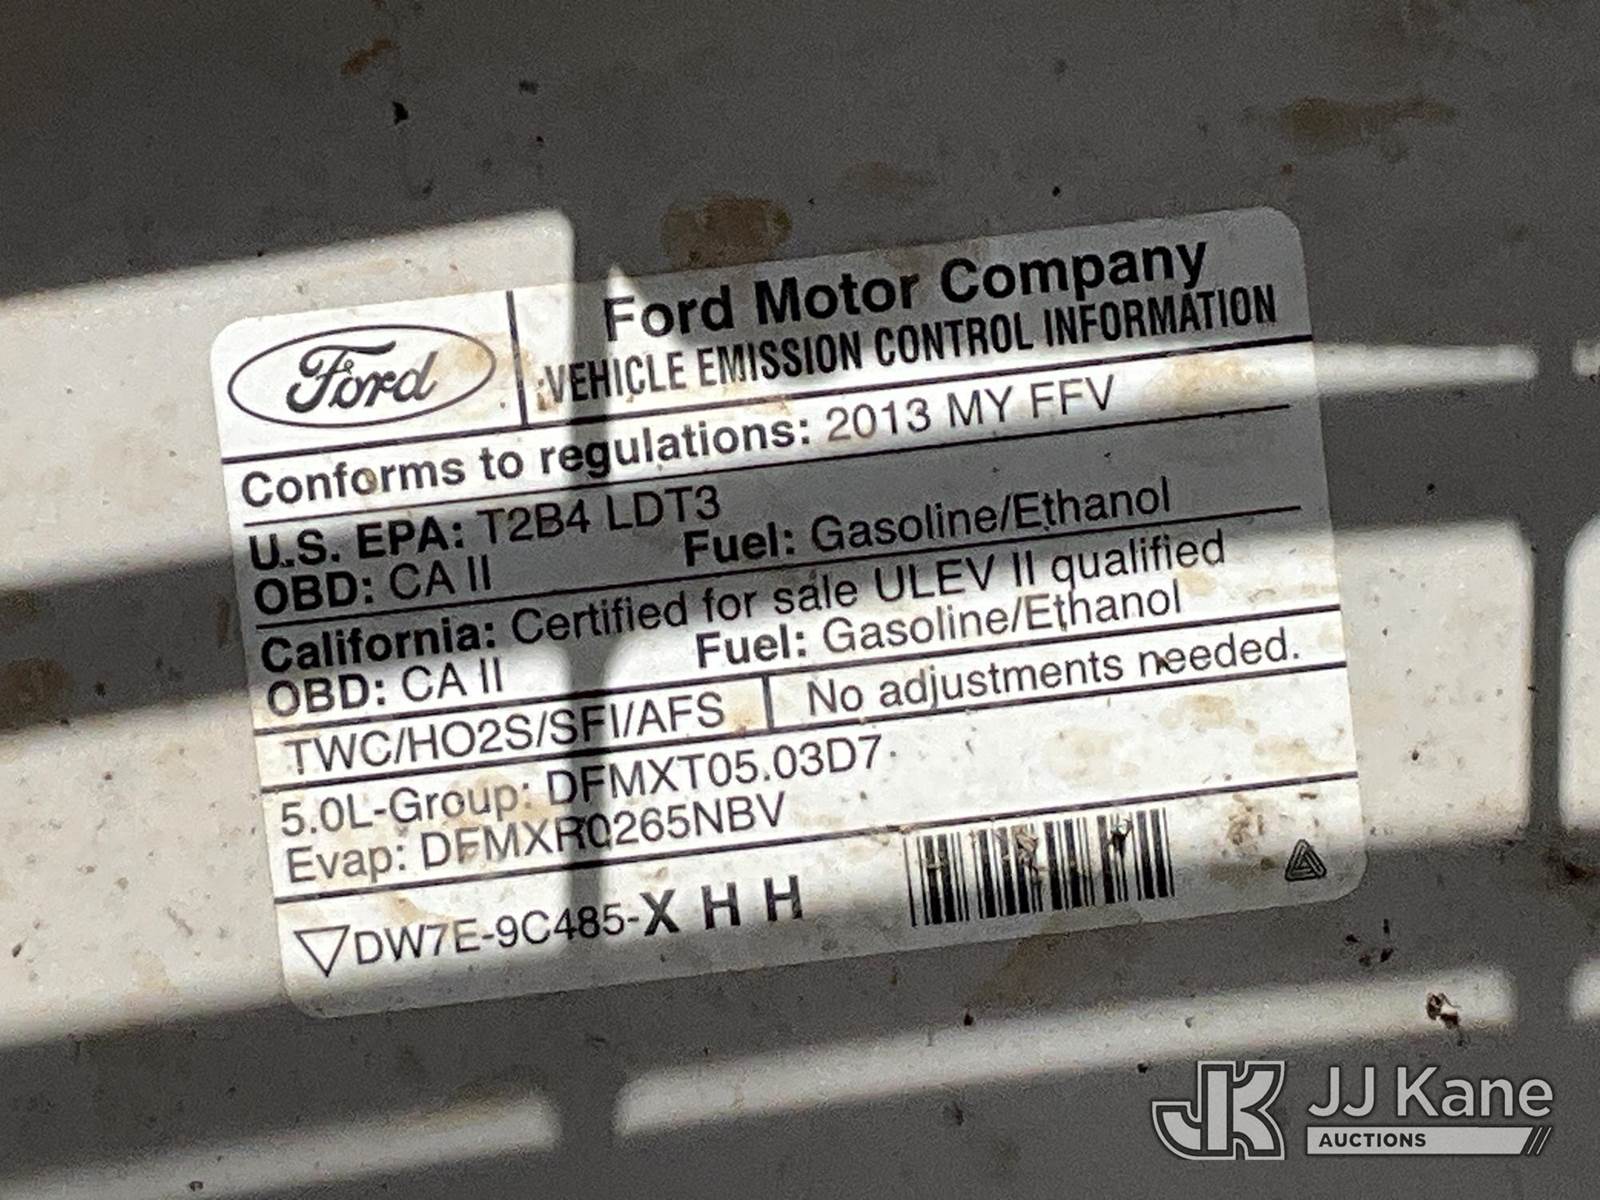 Ford
Ford Motor Company
VEHICLE EMISSION CONTROL INFORMATION
Conforms to regulations: 2013 MY FFV
U.S. EPA: T2B4 LDT3
OBD: CA II Fuel: Gasoline/Ethanol
California: Certified for sale ULEV II qualified
OBD: CA II Fuel: Gasoline/Ethanol
TWC/HO2S/SFI/AFS No adjustments needed.
5.0L-Group: DFMXT05.03D7
Evap: DFMXR0265NBV
DW7E-9C485-X H H
JK JJ Kane
AUCTIONS